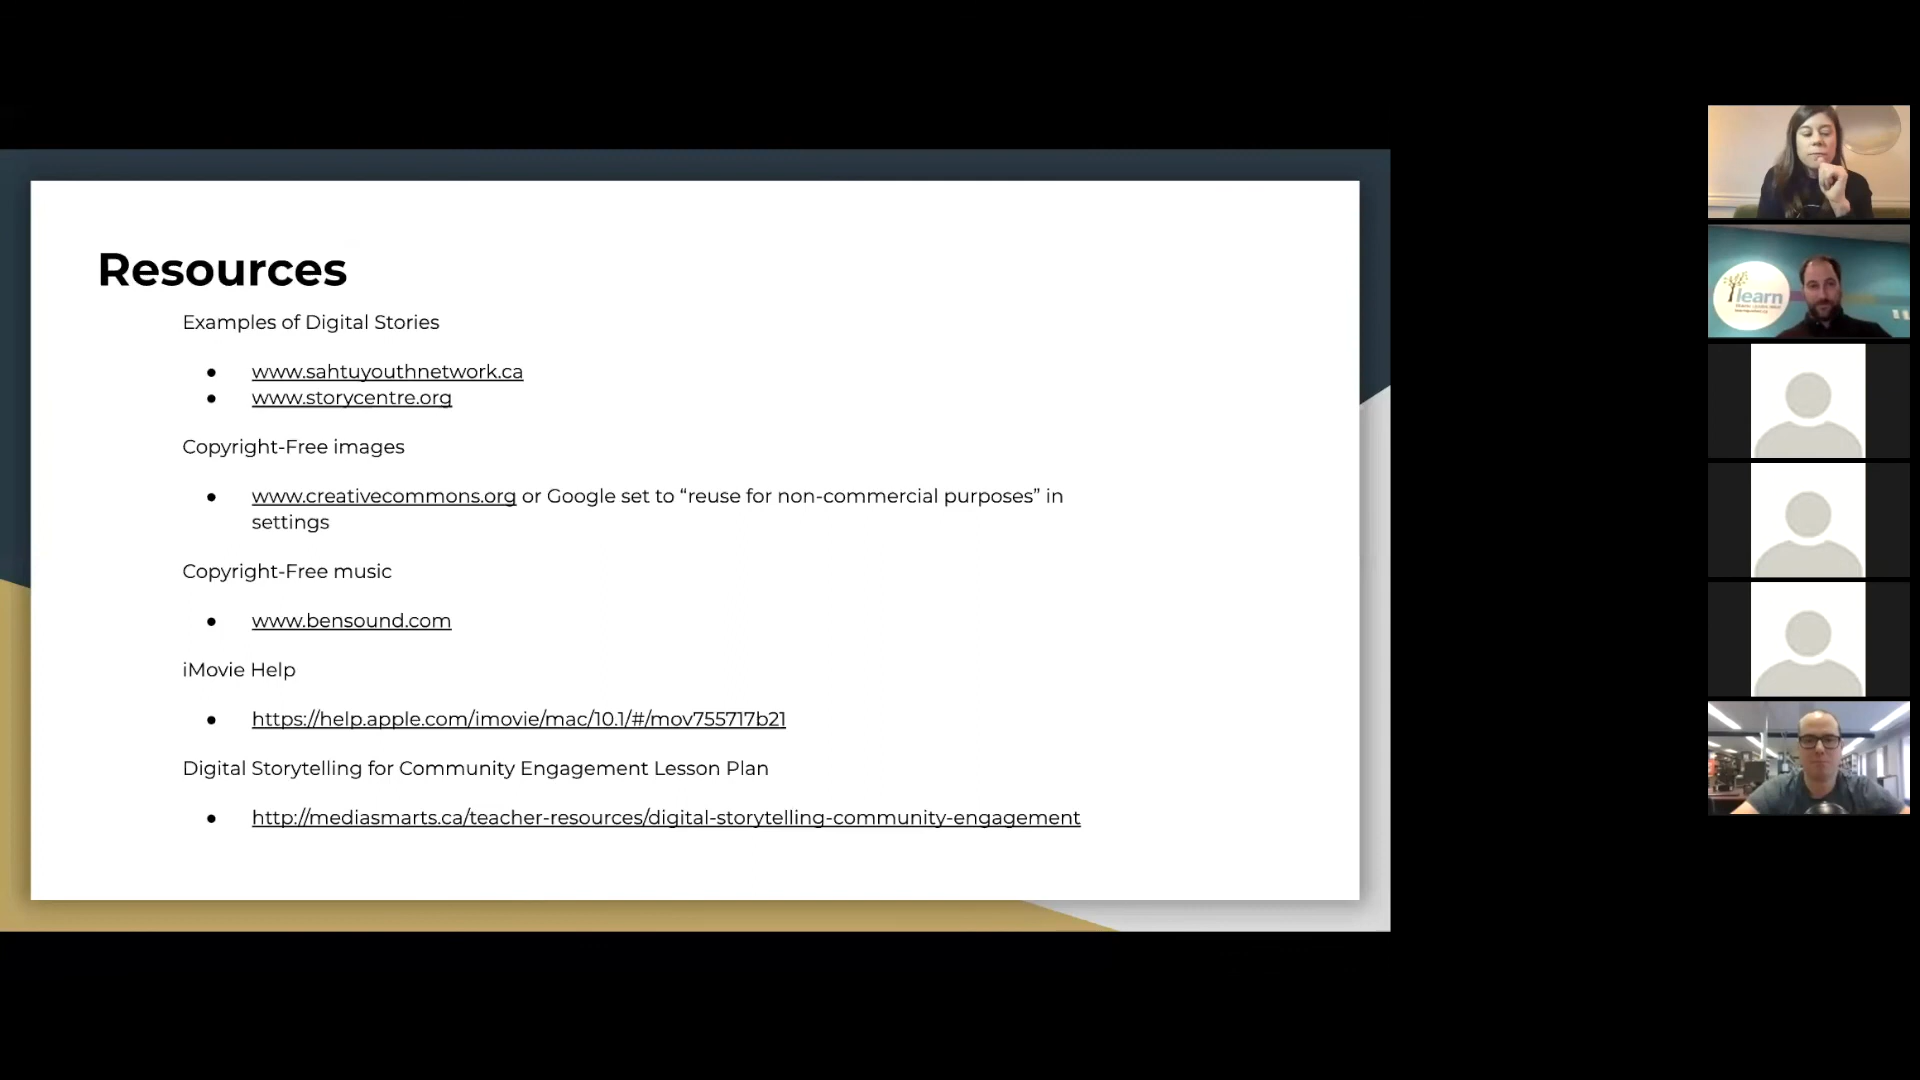 Resources
Examples of Digital Stories
● www.sahtuyouthnetwork.ca
● www.storycentre.org
Copyright-Free images
● www.creativecommons.org or Google set to “reuse for non-commercial purposes” in
settings
Copyright-Free music
● www.bensound.com
iMovie Help
● https://help.apple.com/imovie/mac/10.1/#/mov755717b21
Digital Storytelling for Community Engagement Lesson Plan
● http://mediasmarts.ca/teacher-resources/digital-storytelling-community-engagement
learn